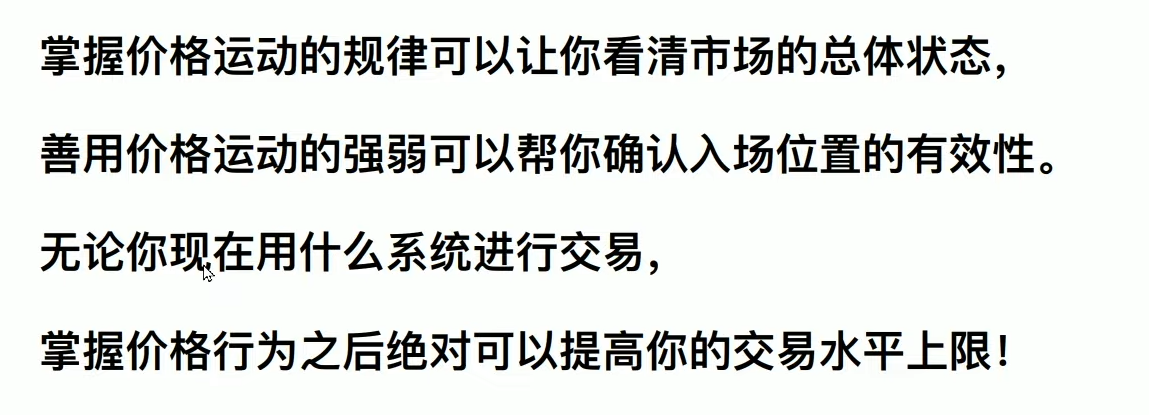 掌握价格运动的规律可以让你看清市场的总体状态，
善用价格运动的强弱可以帮你确认入场位置的有效性。
无论你现在用什么系统进行交易，
掌握价格行为之后绝对可以提高你的交易水平上限！